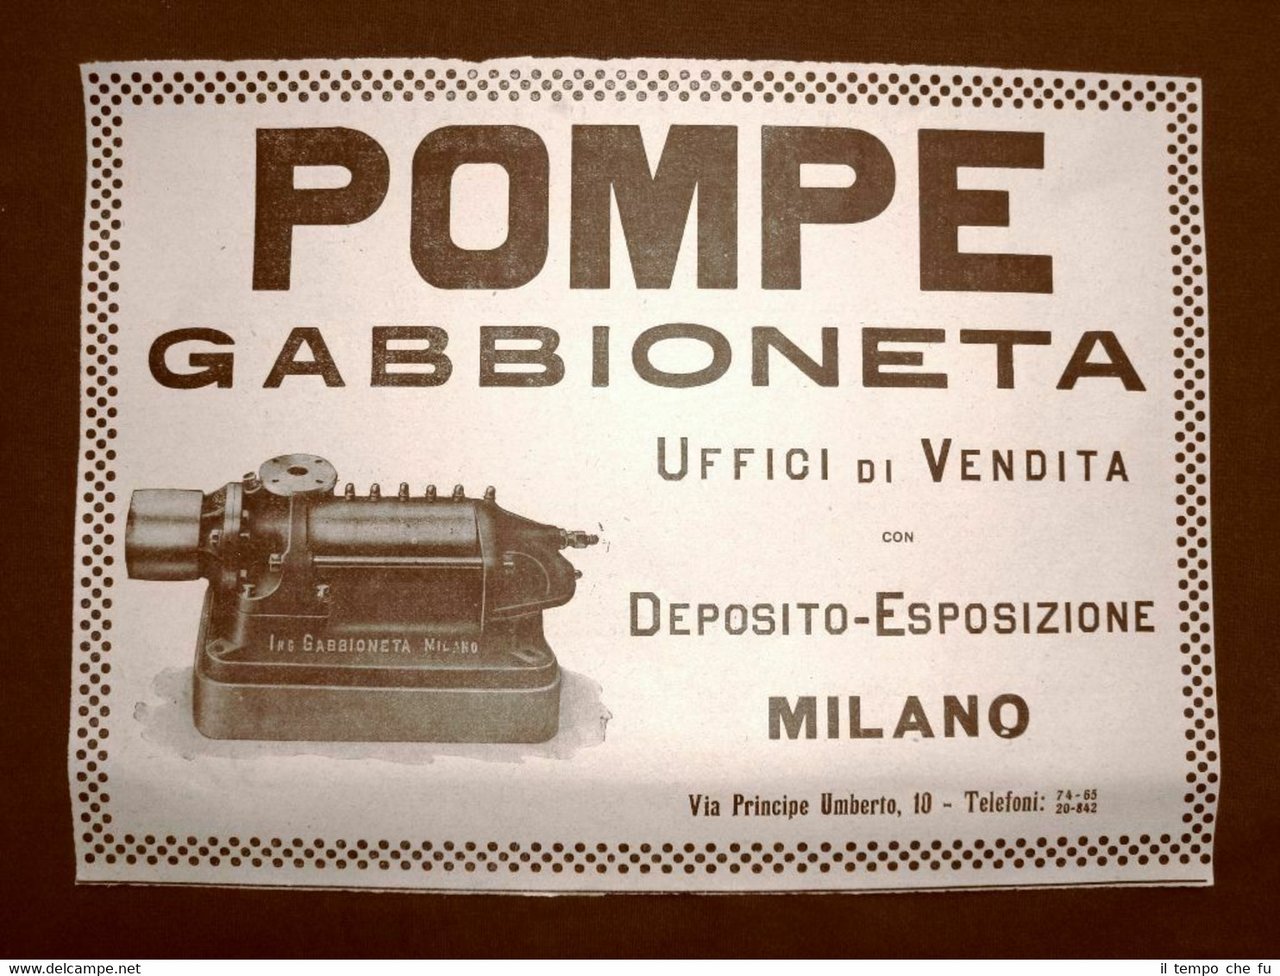 POMPE
GABBIONETA
UFFICI DI VENDITA
CON
DEPOSITO-ESPOSIZIONE
ING GABBIONETA MILANO
MILANO
Via Principe Umberto, 10 - Telefoni: 74-65
20-842
www.delcampe.net
il tempo che fu